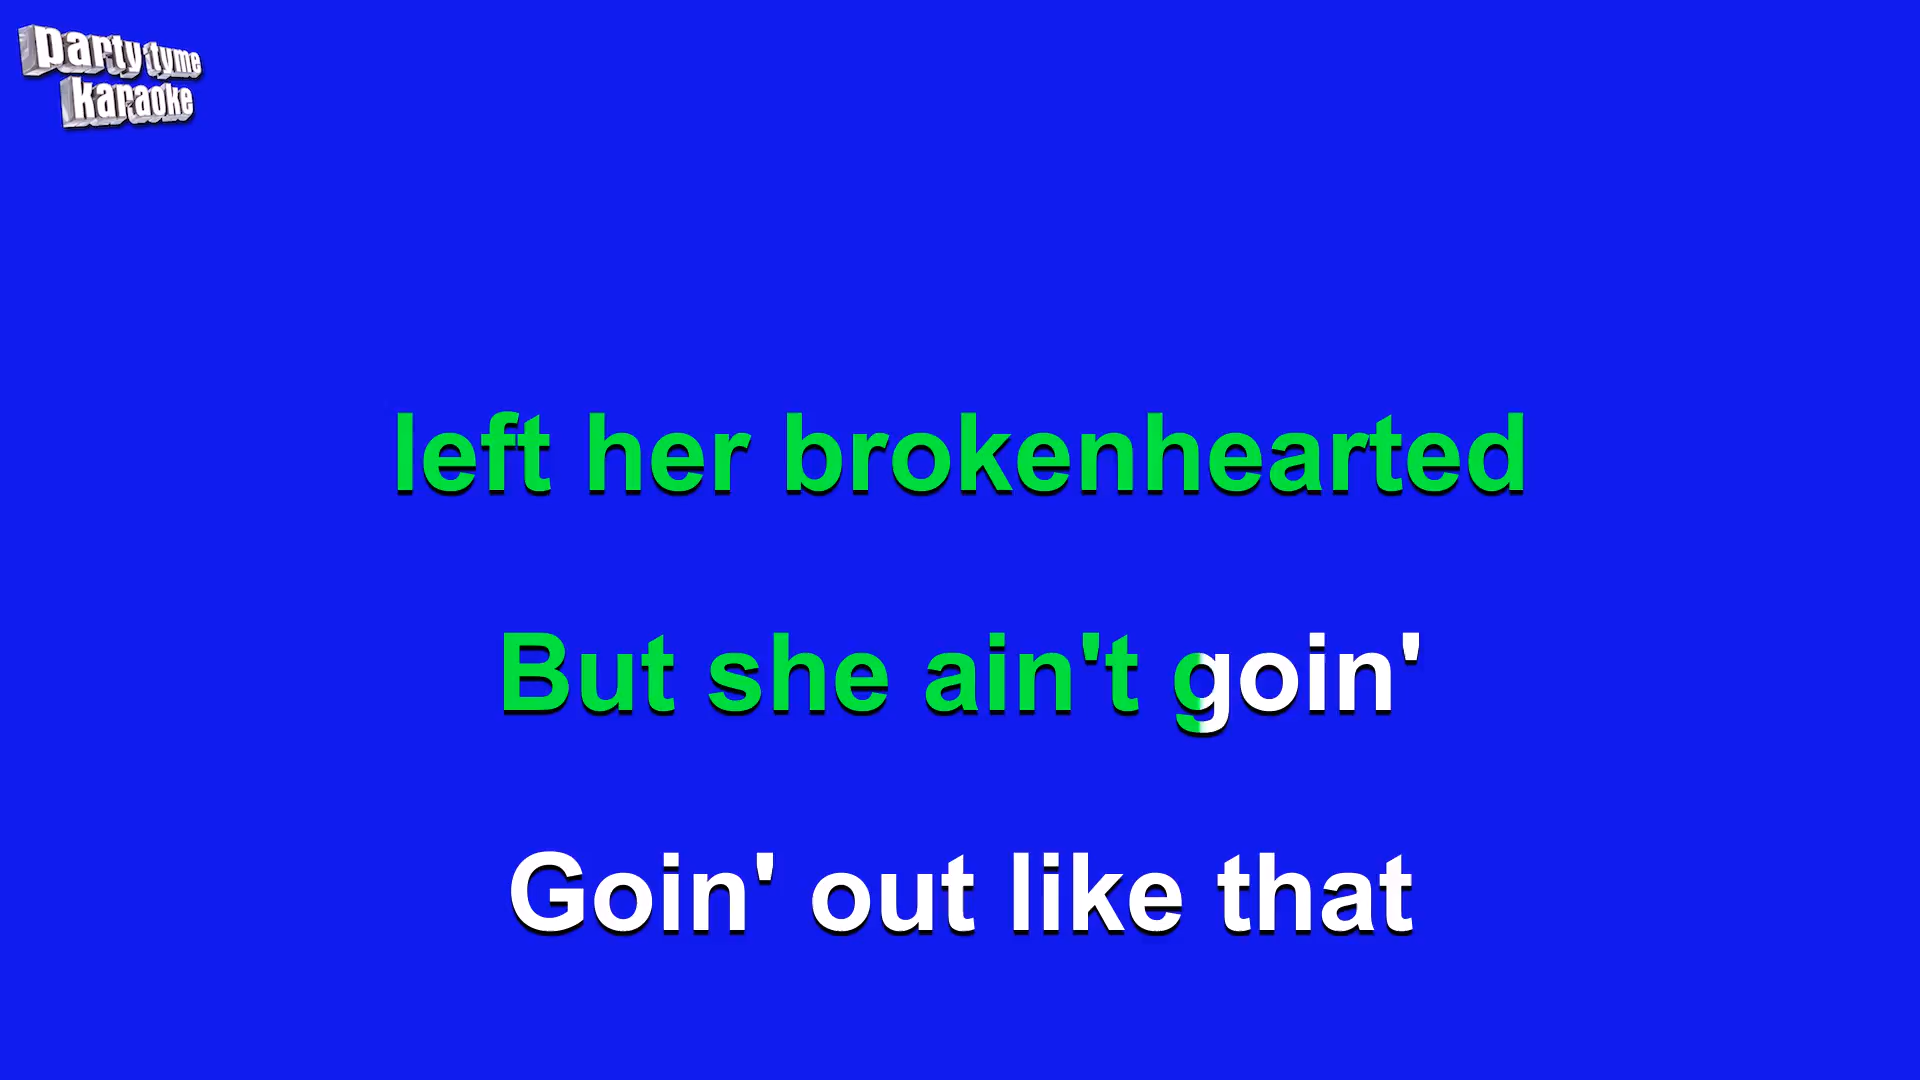 party tyme
karaoke
left her brokenhearted
But she ain't goin'
Goin' out like that